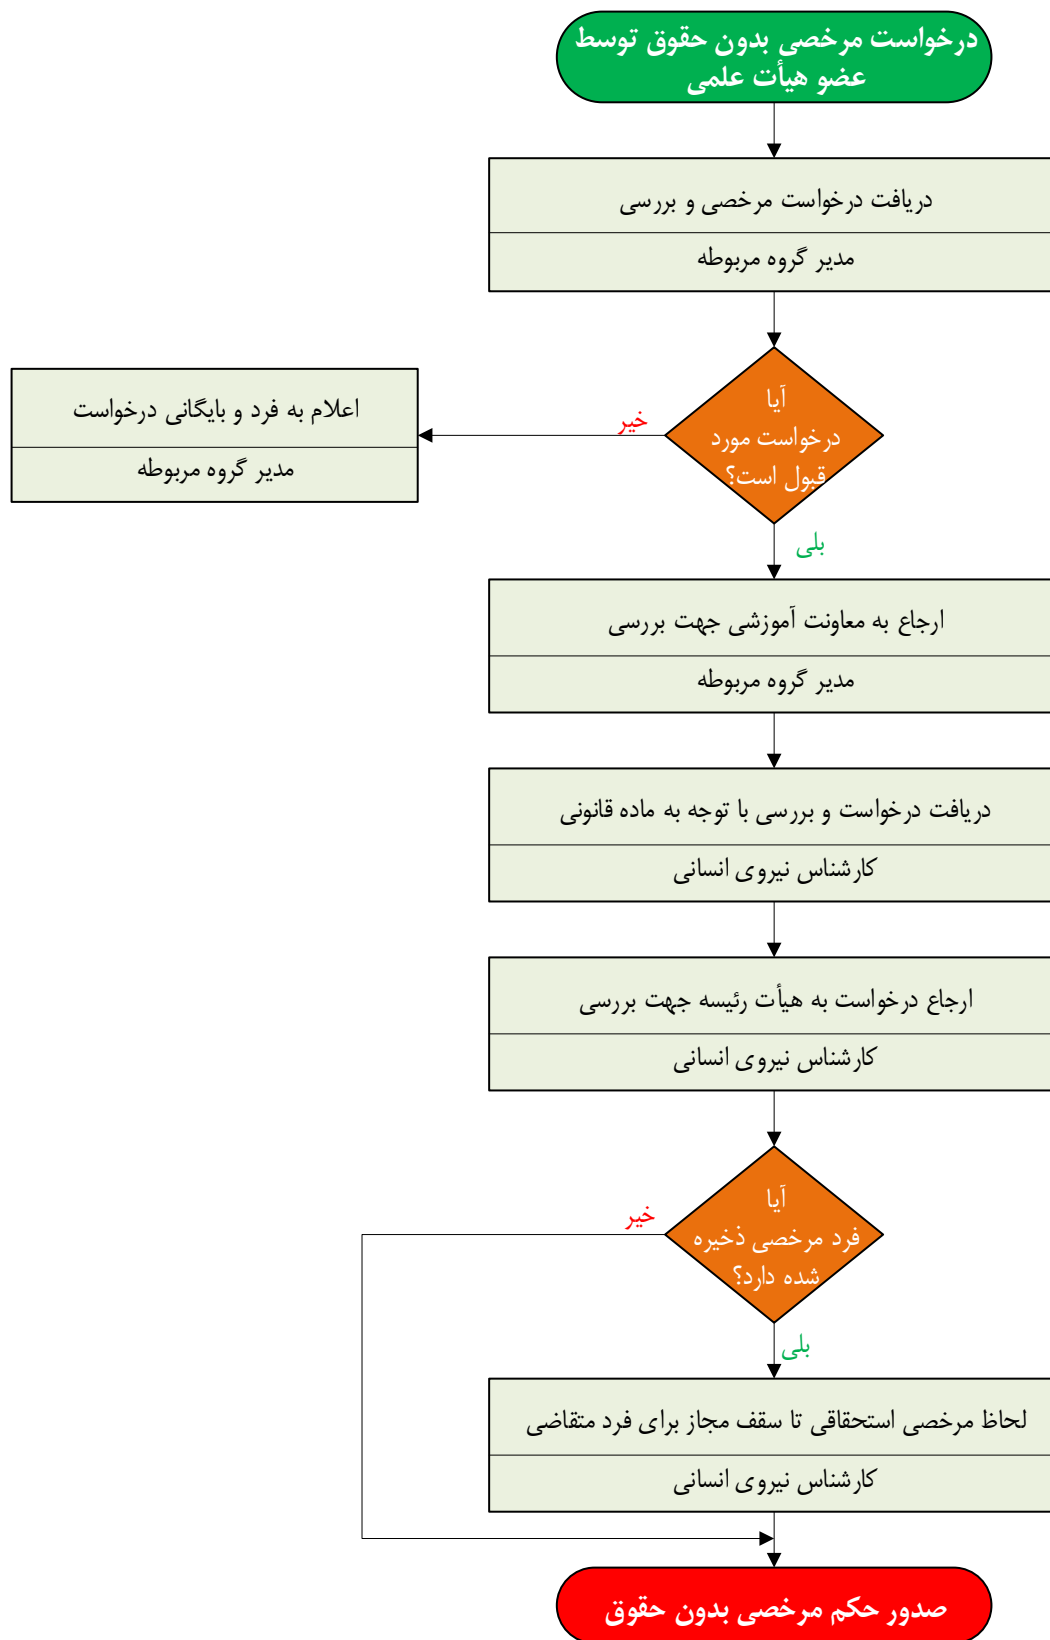 درخواست مرخصی بدون حقوق توسط
عضو هیأت علمی
دریافت درخواست مرخصی و بررسی
مدیر گروه مربوطه
آیا
درخواست مورد
قبول است؟
خیر
اعلام به فرد و بایگانی درخواست
مدیر گروه مربوطه
بلی
ارجاع به معاونت آموزشی جهت بررسی
مدیر گروه مربوطه
دریافت درخواست و بررسی با توجه به ماده قانونی
کارشناس نیروی انسانی
ارجاع درخواست به هیأت رئیسه جهت بررسی
کارشناس نیروی انسانی
آیا
فرد مرخصی ذخیره
شده دارد؟
خیر
بلی
لحاظ مرخصی استحقاقی تا سقف مجاز برای فرد متقاضی
کارشناس نیروی انسانی
صدور حکم مرخصی بدون حقوق